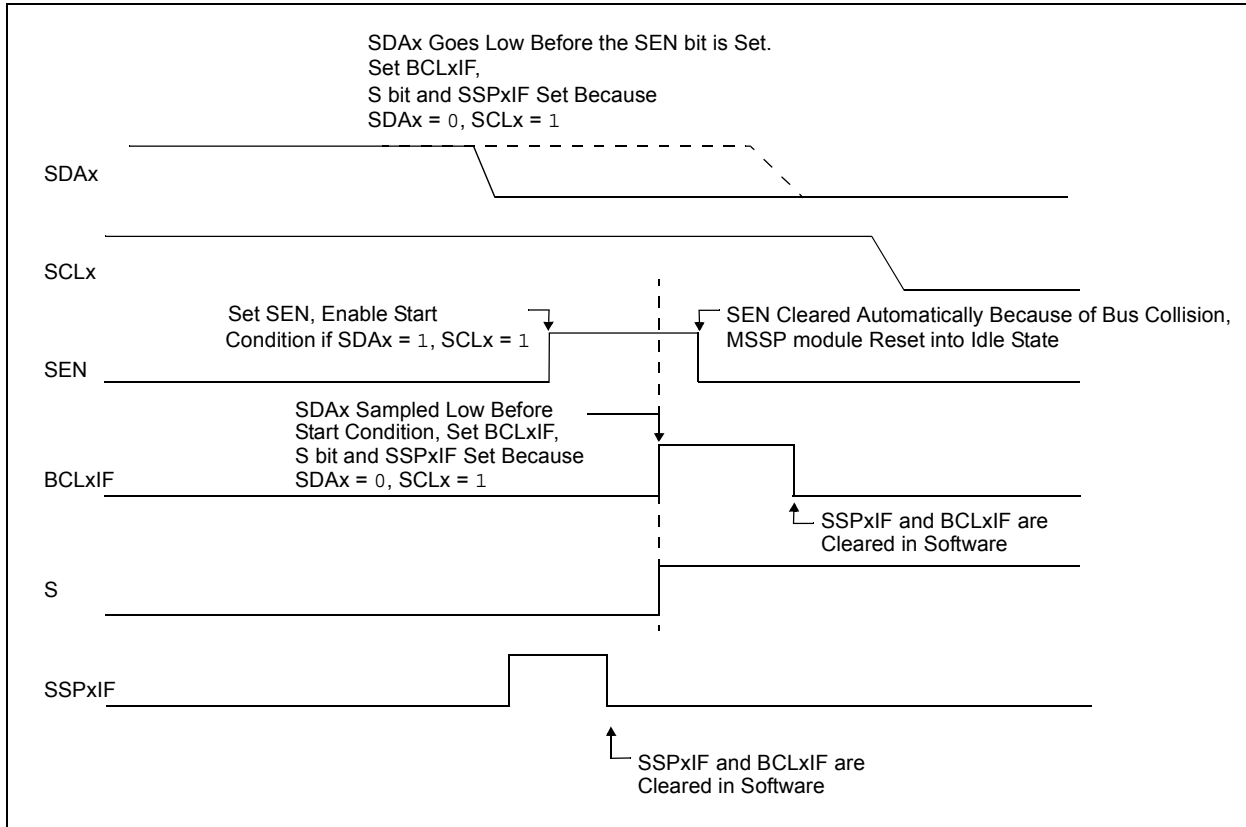 SDAx Goes Low Before the SEN bit is Set.
Set BCLxIF,
S bit and SSPxIF Set Because
SDAx = 0, SCLx = 1
SDAx
SCLx
Set SEN, Enable Start
Condition if SDAx = 1, SCLx = 1
SEN Cleared Automatically Because of Bus Collision,
MSSP module Reset into Idle State
SEN
SDAx Sampled Low Before
Start Condition, Set BCLxIF,
S bit and SSPxIF Set Because
SDAx = 0, SCLx = 1
BCLxIF
SSPxIF and BCLxIF are
Cleared in Software
S
SSPxIF
SSPxIF and BCLxIF are
Cleared in Software